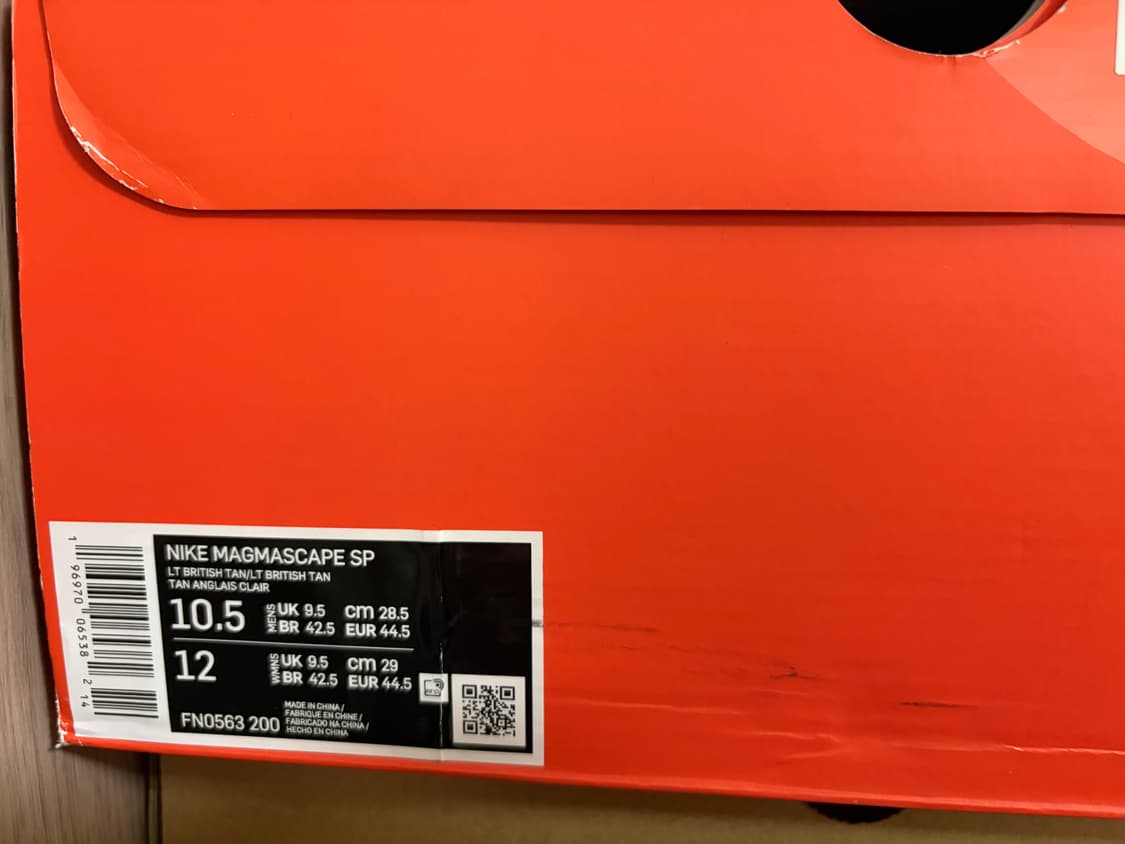 NIKE MAGMASCAPE SP
LT BRITISH TAN/LT BRITISH TAN
TAN ANGLAIS CLAIR
10.5 MENS UK 9.5 cm 28.5
BR 42.5 EUR 44.5
12 WMNS UK 9.5 cm 29
BR 42.5 EUR 44.5
FN0563 200
MADE IN CHINA /
FABRIQUE EN CHINE /
FABRICADO NA CHINA /
HECHO EN CHINA
1 96970 06538 2 14